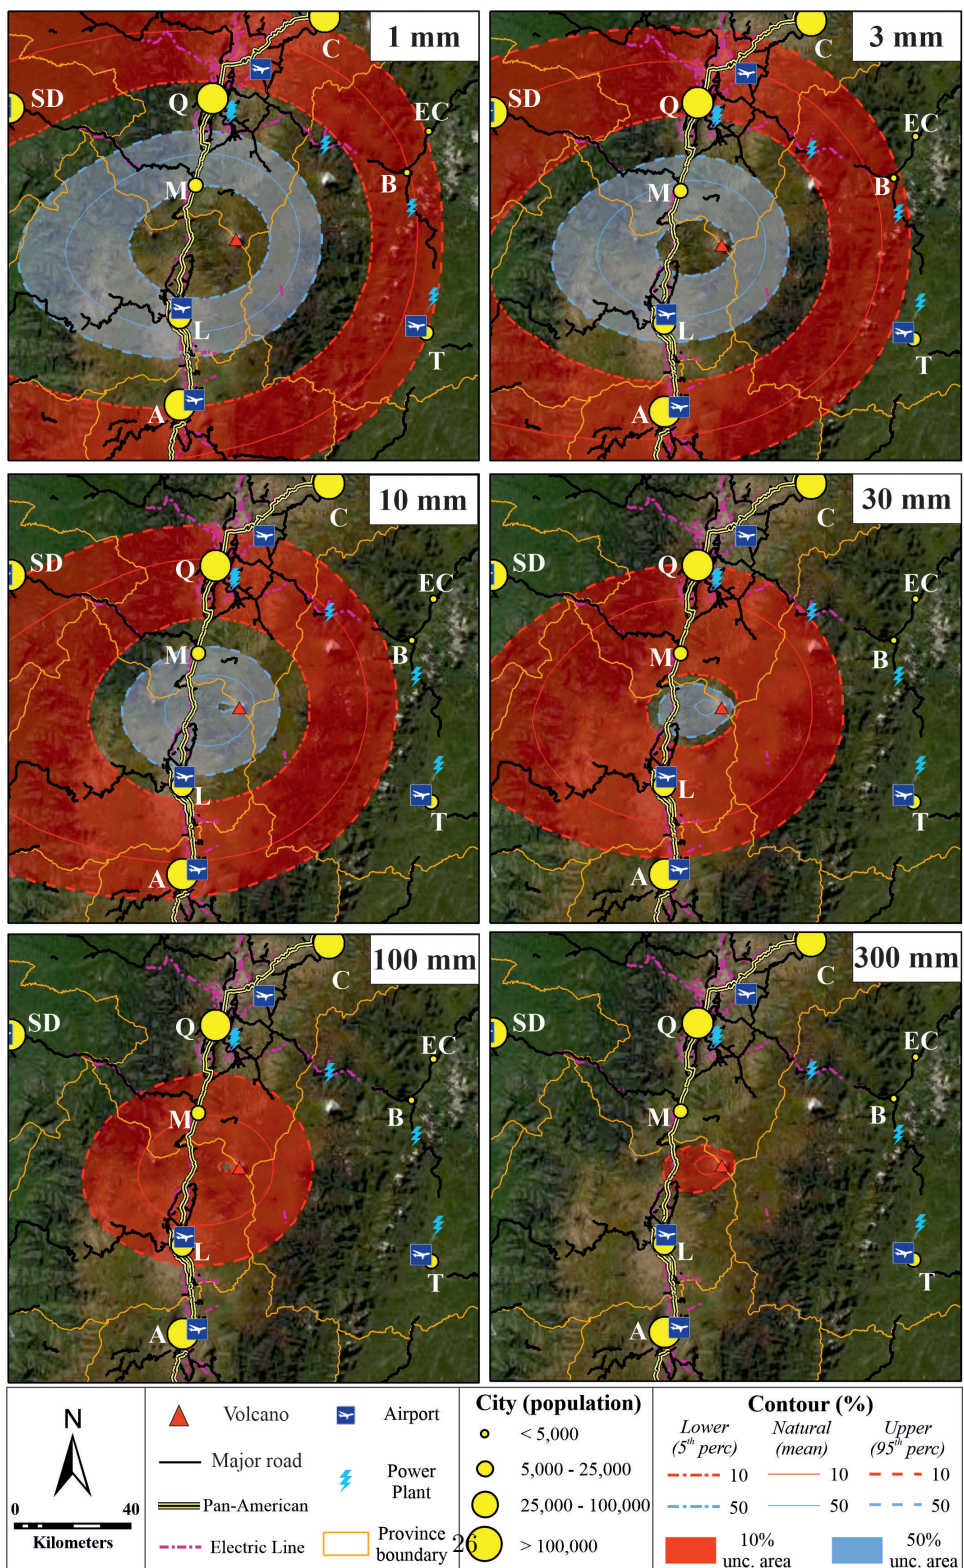 1 mm
C
Q
SD
EC
B
M
L
T
A
3 mm
C
Q
SD
EC
B
M
L
T
A
10 mm
C
SD
Q
EC
B
M
L
T
A
30 mm
C
SD
Q
EC
B
M
L
T
A
100 mm
C
SD
Q
EC
B
M
L
T
A
300 mm
C
SD
Q
EC
B
M
L
T
A
N
0 40
Kilometers
Volcano
Major road
Pan-American
Electric Line
Airport
Power
Plant
Province
boundary
26
City (population)
< 5,000
5,000 - 25,000
25,000 - 100,000
> 100,000
Contour (%)
Lower Natural Upper
(5th perc) (mean) (95th perc)
10 10 10
50 50 50
10% 50%
unc. area unc. area